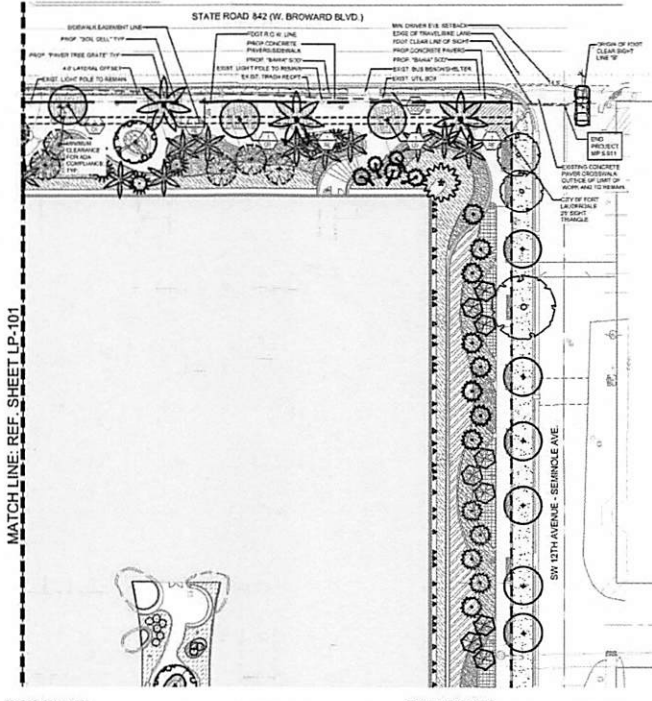 STATE ROAD 842 (W. BROWARD BLVD.)
SIDEWALK EASEMENT LINE
PROP. "SOIL CELL" TYP
PROP. "PAVER TREE GRATE" TYP
4.0' LATERAL OFFSET
EXIST. LIGHT POLE TO REMAIN
FDOT R.O.W. LINE
PROP. CONCRETE
PAVERS/SIDEWALK
PROP. "BAHIA" SOD
EXIST. LIGHT POLE TO REMAIN
EXIST. TRASH RECPT.
MIN. DRIVER EYE SETBACK
EDGE OF TRAVEL/BIKE LANE
FDOT CLEAR LINE OF SIGHT
PROP. CONCRETE PAVERS
PROP. "BAHIA" SOD
EXIST. BUS BENCH/SHELTER
EXIST. UTIL BOX
ORIGIN OF FDOT
CLEAR SIGHT
MINIMUM
CLEARANCE
FOR ADA
COMPLIANCE
TYP.
END
PROJECT
EXISTING CONCRETE
PAVER CROSSWALK
OUTSIDE OF LIMIT OF
WORK AND TO REMAIN
CITY OF FORT
LAUDERDALE
25' SIGHT
TRIANGLE
MATCH LINE: REF. SHEET LP-101
SW 12TH AVENUE - SEMINOLE AVE.